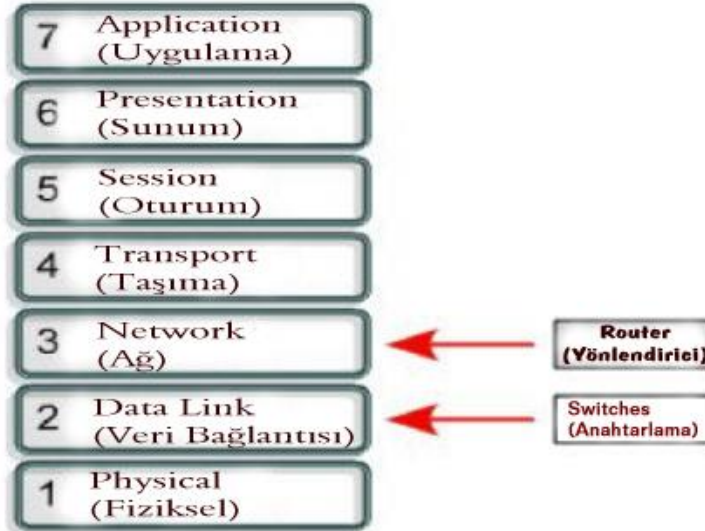 7 Application
(Uygulama)
6 Presentation
(Sunum)
5 Session
(Oturum)
4 Transport
(Taşıma)
3 Network
(Ağ)
Router
(Yönlendirici)
2 Data Link
(Veri Bağlantısı)
Switches
(Anahtarlama)
1 Physical
(Fiziksel)